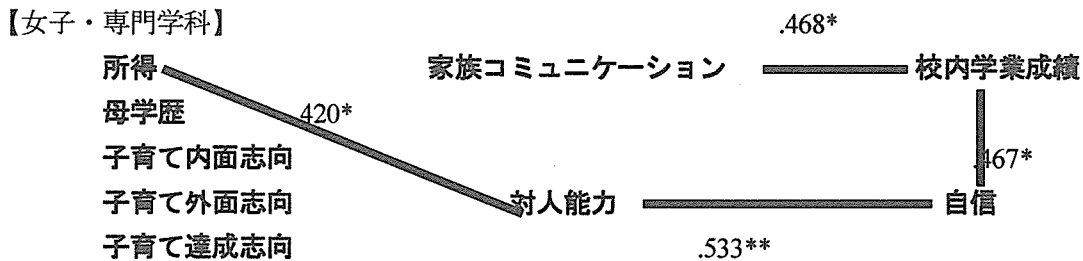 【女子・専門学科】
.468*
所得 家族コミュニケーション 校内学業成績
母学歴 .420*
子育て内面志向 .467*
子育て外面志向 対人能力 自信
子育て達成志向 .533**